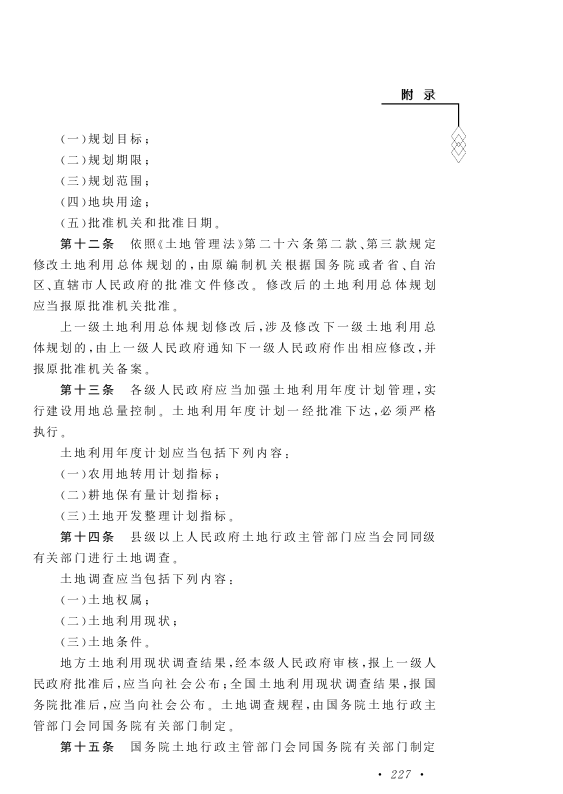 附 录
(一)规划目标;
(二)规划期限;
(三)规划范围;
(四)地块用途;
(五)批准机关和批准日期。
第十二条 依照《土地管理法》第二十六条第二款、第三款规定
修改土地利用总体规划的,由原编制机关根据国务院或者省、自治
区、直辖市人民政府的批准文件修改。修改后的土地利用总体规划
应当报原批准机关批准。
上一级土地利用总体规划修改后,涉及修改下一级土地利用总
体规划的,由上一级人民政府通知下一级人民政府作出相应修改,并
报原批准机关备案。
第十三条 各级人民政府应当加强土地利用年度计划管理,实
行建设用地总量控制。土地利用年度计划一经批准下达,必须严格
执行。
土地利用年度计划应当包括下列内容:
(一)农用地转用计划指标;
(二)耕地保有量计划指标;
(三)土地开发整理计划指标。
第十四条 县级以上人民政府土地行政主管部门应当会同同级
有关部门进行土地调查。
土地调查应当包括下列内容:
(一)土地权属;
(二)土地利用现状;
(三)土地条件。
地方土地利用现状调查结果,经本级人民政府审核,报上一级人
民政府批准后,应当向社会公布;全国土地利用现状调查结果,报国
务院批准后,应当向社会公布。土地调查规程,由国务院土地行政主
管部门会同国务院有关部门制定。
第十五条 国务院土地行政主管部门会同国务院有关部门制定
· 227 ·